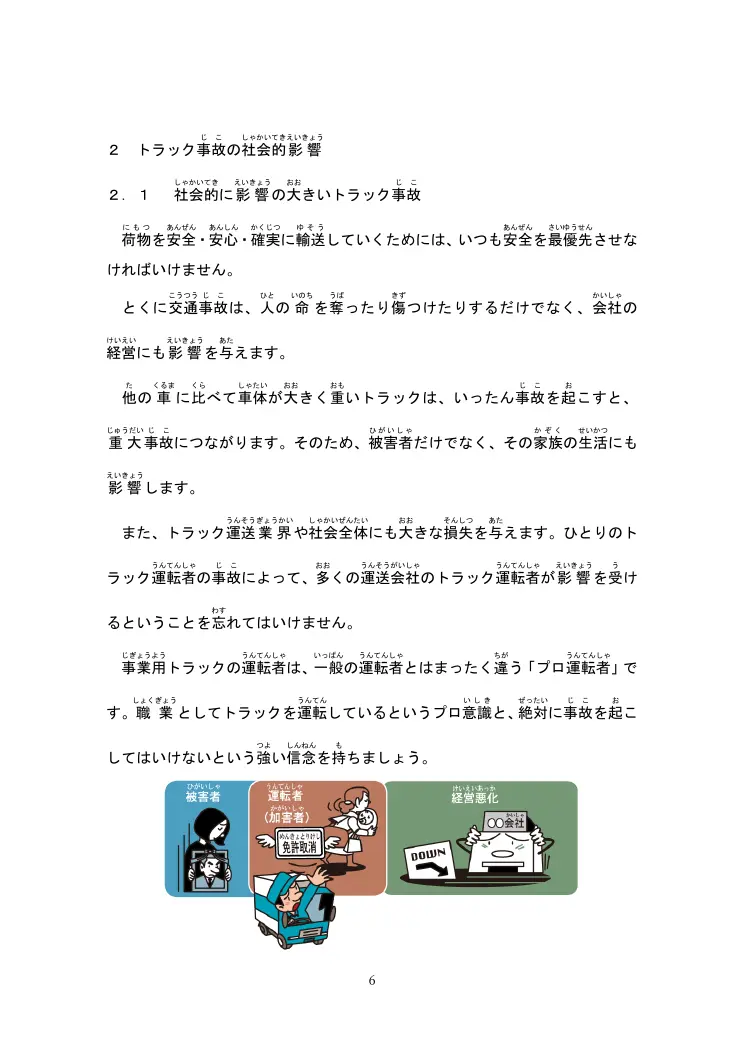 ２　トラック事故の社会的影響
２．１　社会的に影響の大きいトラック事故
荷物を安全・安心・確実に輸送していくためには、いつも安全を最優先させな
ければいけません。
とくに交通事故は、人の命を奪ったり傷つけたりするだけでなく、会社の
経営にも影響を与えます。
他の車に比べて車体が大きく重いトラックは、いったん事故を起こすと、
重大事故につながります。そのため、被害者だけでなく、その家族の生活にも
影響します。
また、トラック運送業界や社会全体にも大きな損失を与えます。ひとりのト
ラック運転者の事故によって、多くの運送会社のトラック運転者が影響を受け
るということを忘れてはいけません。
事業用トラックの運転者は、一般の運転者とはまったく違う「プロ運転者」で
す。職業としてトラックを運転しているというプロ意識と、絶対に事故を起こ
してはいけないという強い信念を持ちましょう。
被害者
運転者
（加害者）
免許取消
経営悪化
○○会社
DOWN
6